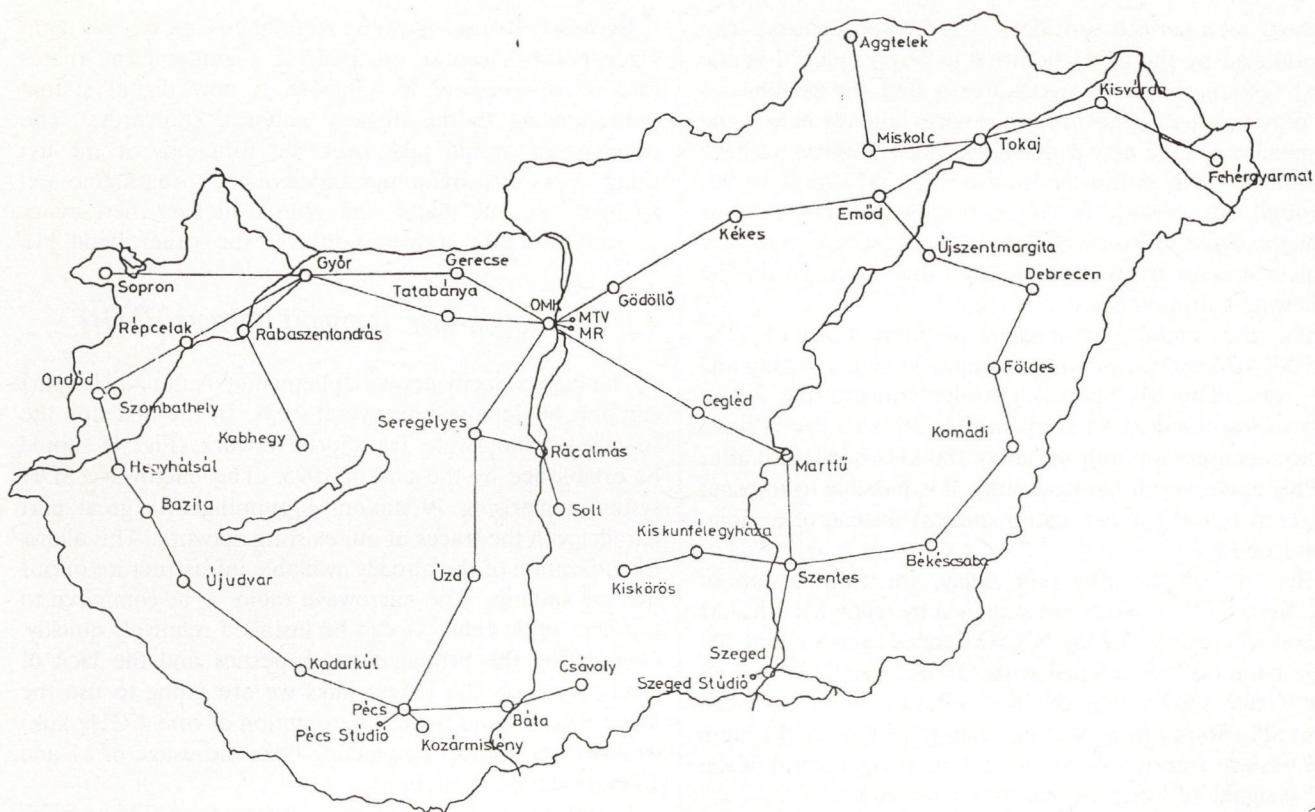 Aggtelek
Kisvárda
Miskolc
Tokaj
Fehérgyarmat
Emőd
Kékes
Újszentmargita
Győr
Gerecse
Debrecen
Sopron
Tatabánya
OMK
Gödöllő
MTV
MR
Répcelak
Rábaszentandrás
Földes
Ondód
Szombathely
Cegléd
Kabhegy
Seregélyes
Komádi
Rácalmás
Martfű
Hegyhátsál
Bazita
Solt
Kiskunfélegyháza
Békéscsaba
Újudvar
Úzd
Kiskörös
Szentes
Kadarkút
Csávoly
Szeged
Szeged Stúdió
Pécs
Báta
Pécs Stúdió
Kozármisleny